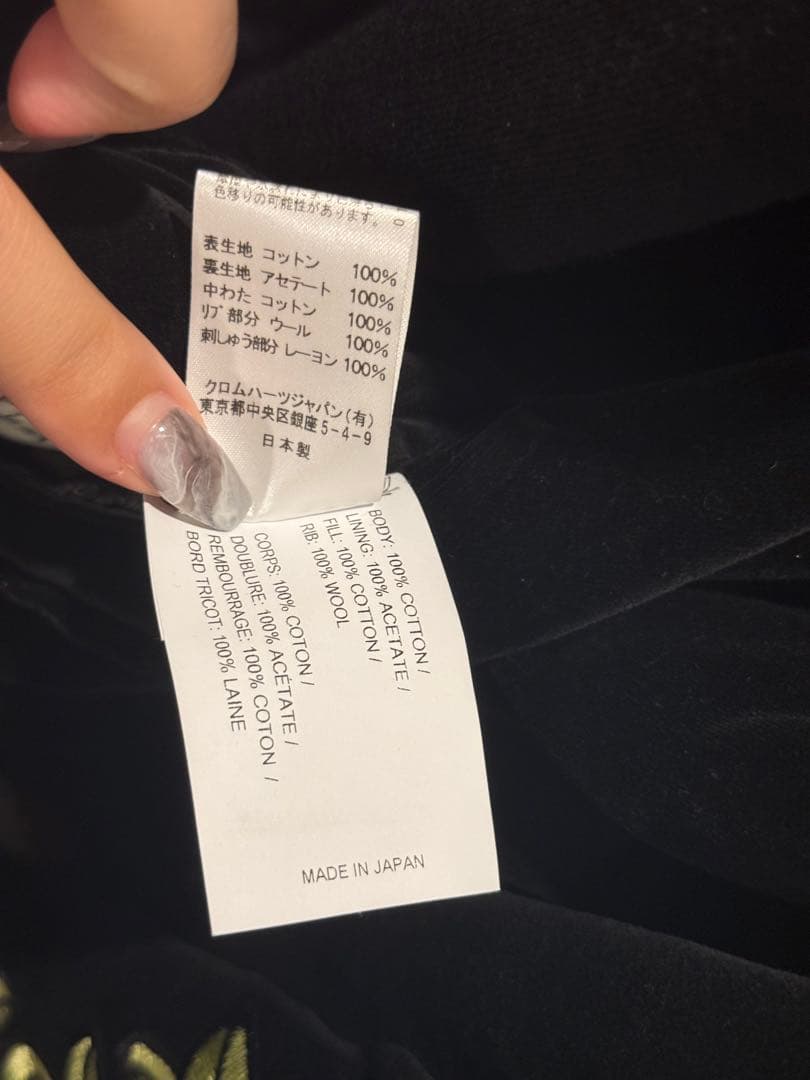 色移りの可能性があります。
表生地 コットン 100%
裏生地 アセテート 100%
中わた コットン 100%
リブ部分 ウール 100%
刺しゅう部分 レーヨン 100%
クロムハーツジャパン(有)
東京都中央区銀座5-4-9
日本製
BODY: 100% COTTON /
LINING: 100% ACETATE /
FILL: 100% COTTON /
RIB: 100% WOOL
CORPS: 100% COTON /
DOUBLURE: 100% ACÉTATE /
REMBOURRAGE: 100% COTON /
BORD TRICOT: 100% LAINE
MADE IN JAPAN